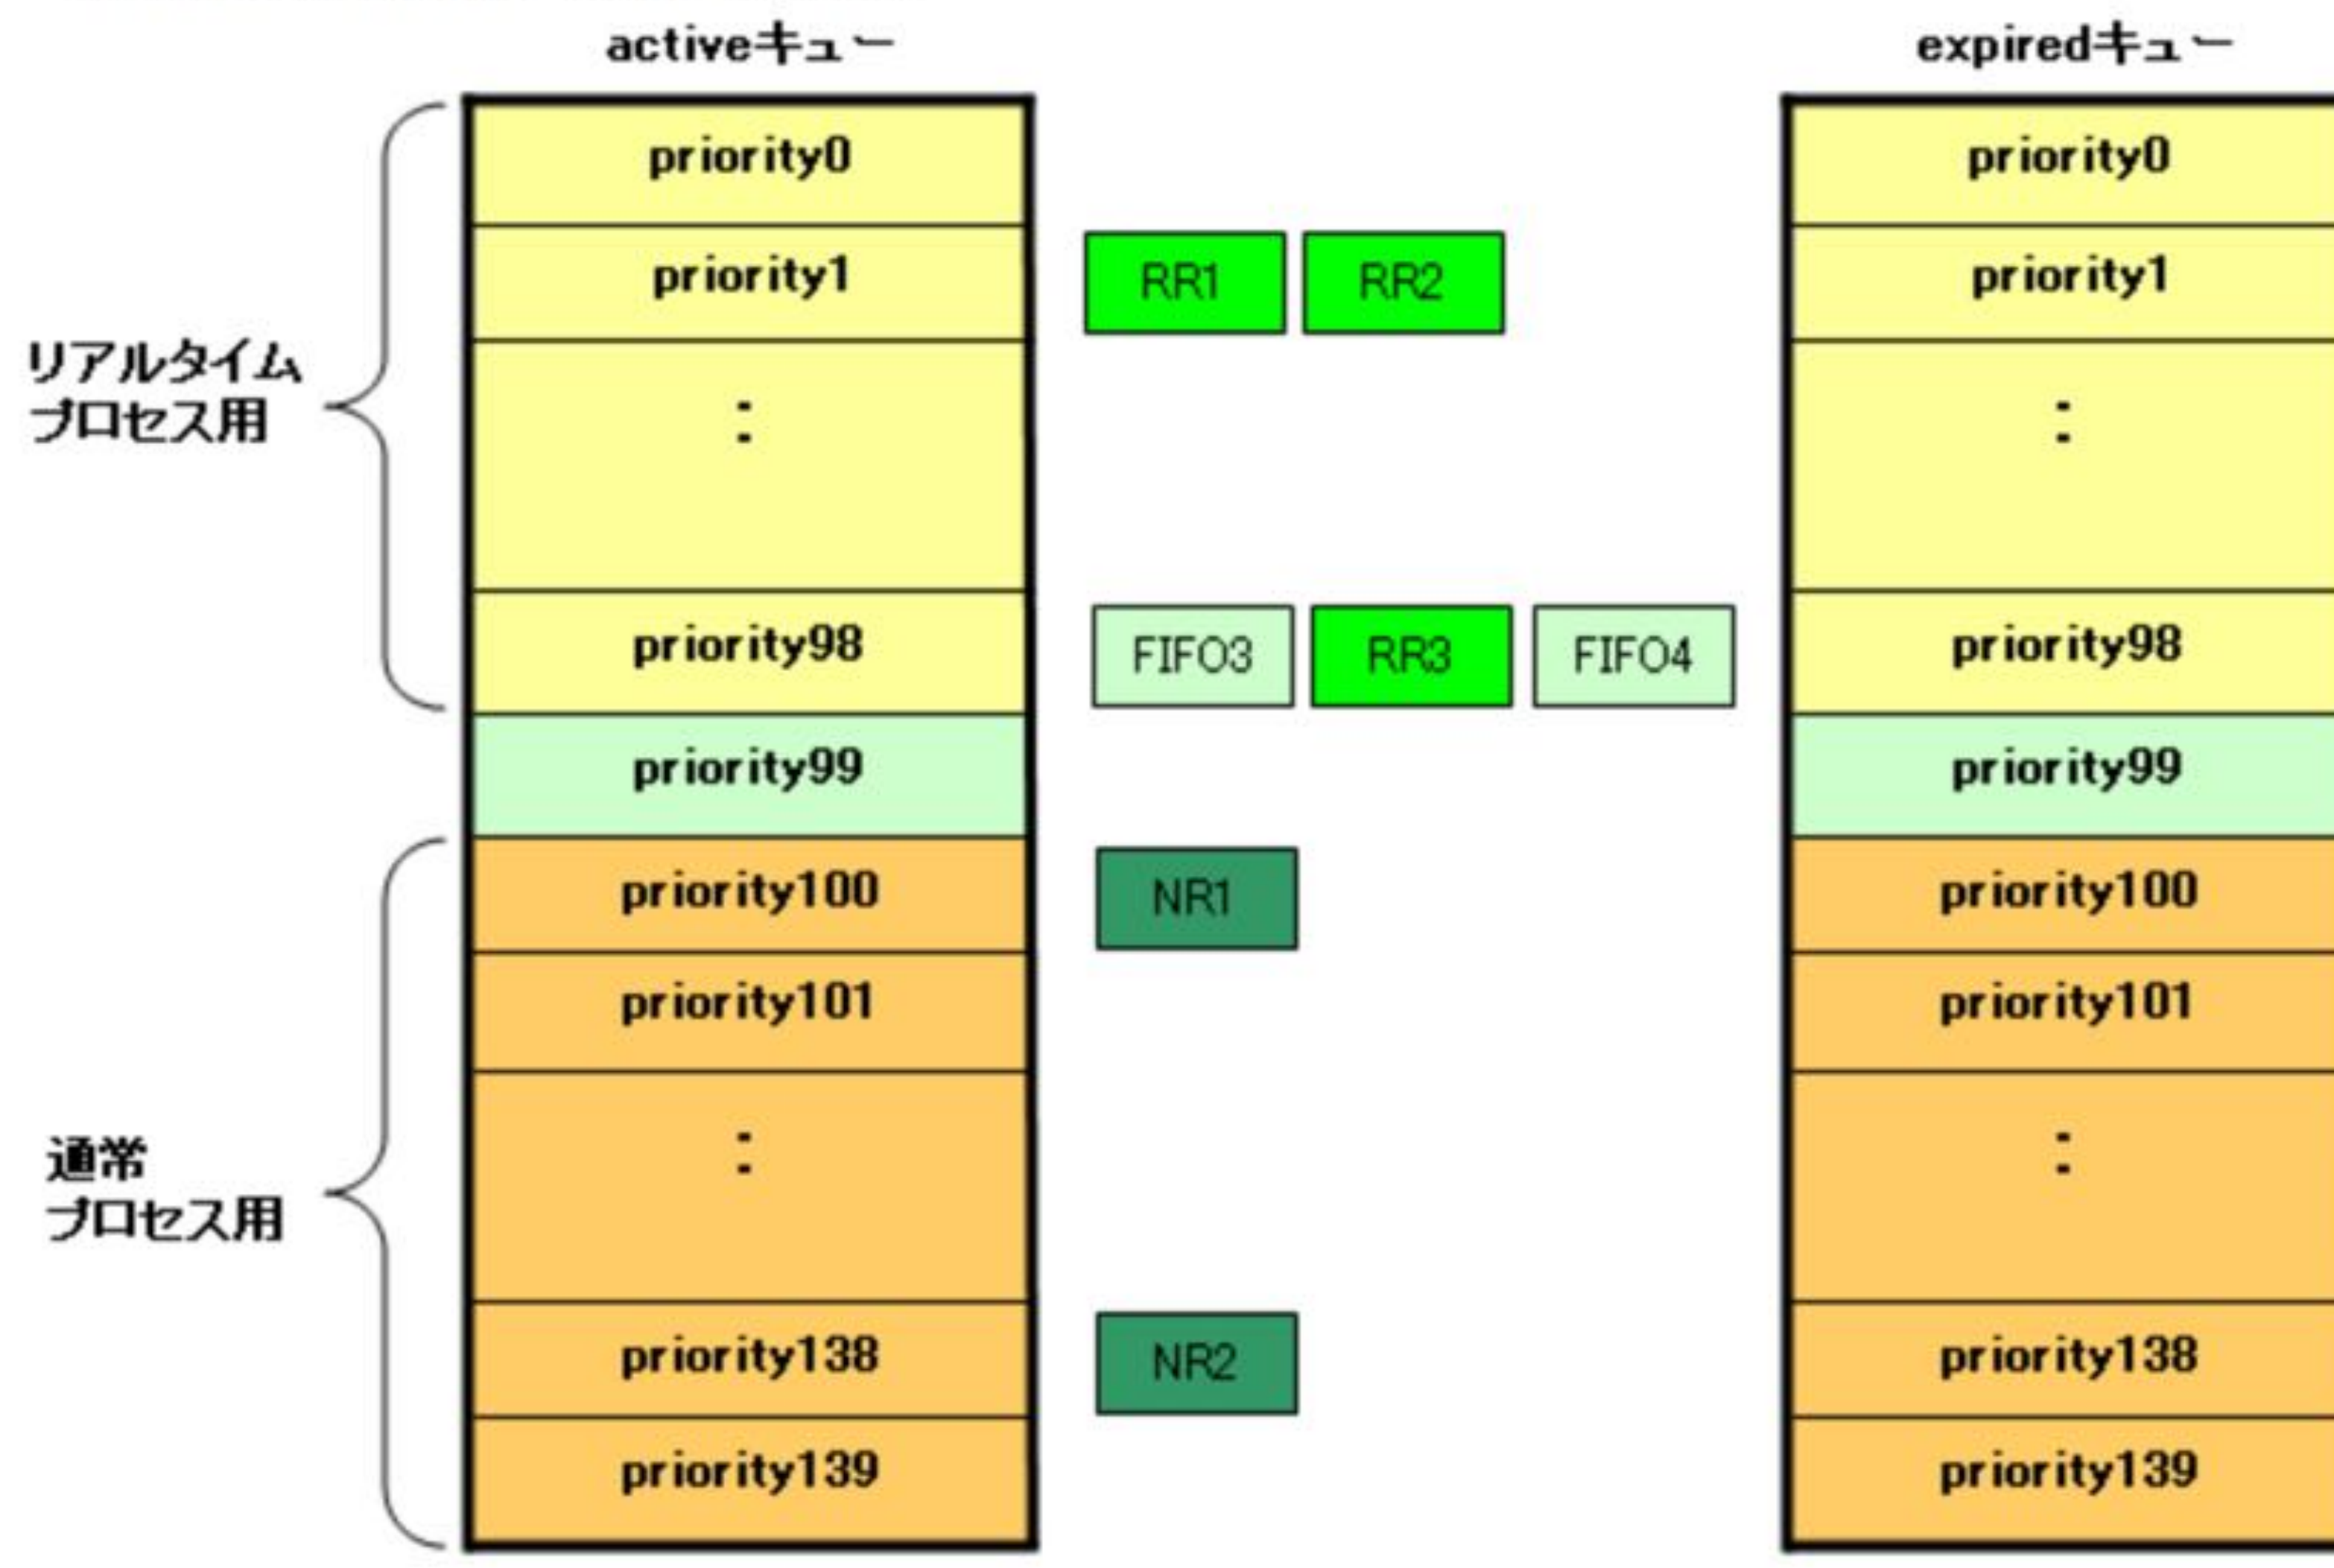 activeキュー
expiredキュー
priority0
priority0
priority1
RR1
RR2
priority1
リアルタイム
プロセス用
:
:
priority98
FIFO3
RR3
FIFO4
priority98
priority99
priority99
priority100
NR1
priority100
priority101
priority101
通常
プロセス用
:
:
priority138
NR2
priority138
priority139
priority139